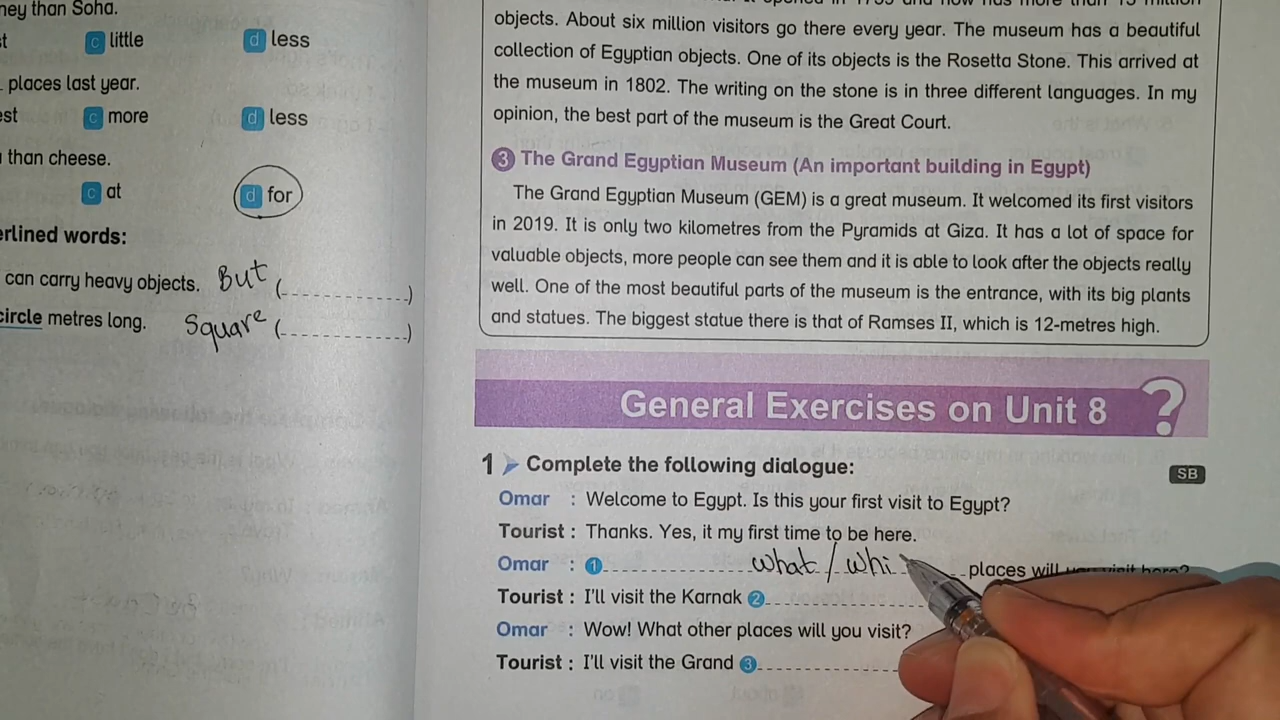 ney than Soha.
st c little d less
places last year.
est c more d less
than cheese.
c at d for
erlined words:
can carry heavy objects. But (............)
circle metres long. Square (............)
objects. About six million visitors go there every year. The museum has a beautiful
collection of Egyptian objects. One of its objects is the Rosetta Stone. This arrived at
the museum in 1802. The writing on the stone is in three different languages. In my
opinion, the best part of the museum is the Great Court.
3 The Grand Egyptian Museum (An important building in Egypt)
The Grand Egyptian Museum (GEM) is a great museum. It welcomed its first visitors
in 2019. It is only two kilometres from the Pyramids at Giza. It has a lot of space for
valuable objects, more people can see them and it is able to look after the objects really
well. One of the most beautiful parts of the museum is the entrance, with its big plants
and statues. The biggest statue there is that of Ramses II, which is 12-metres high.
General Exercises on Unit 8 ?
1 Complete the following dialogue:
SB
Omar : Welcome to Egypt. Is this your first visit to Egypt?
Tourist : Thanks. Yes, it my first time to be here.
Omar : 1 what / whi places will you visit here?
Tourist : I'll visit the Karnak 2
Omar : Wow! What other places will you visit?
Tourist : I'll visit the Grand 3